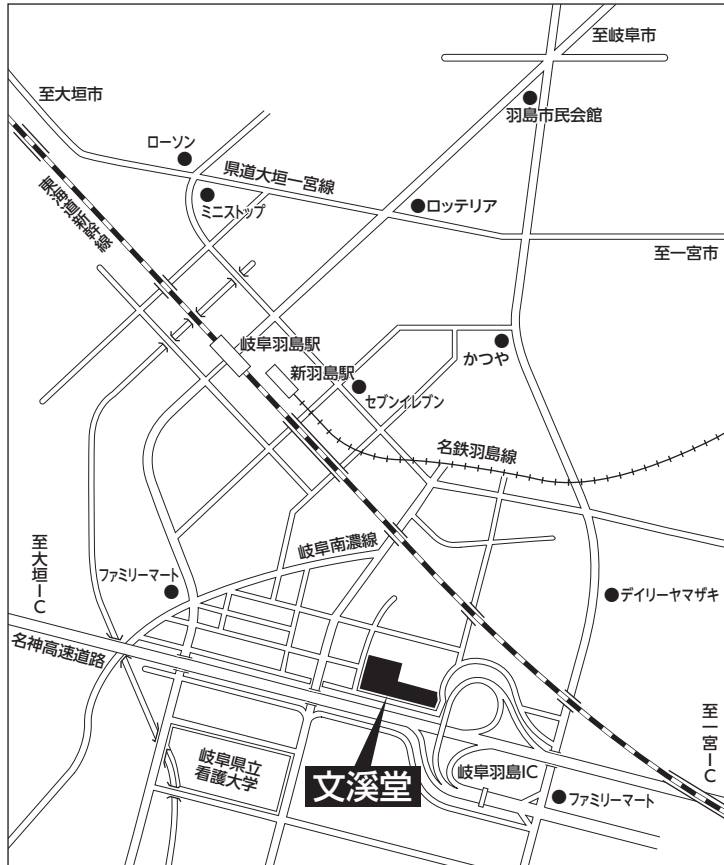 至岐阜市
至大垣市
羽島市民会館
ローソン
県道大垣一宮線
東海道新幹線
ミニストップ
ロッテリア
至一宮市
岐阜羽島駅
かつや
新羽島駅
セブンイレブン
名鉄羽島線
至大垣IC
岐阜南濃線
ファミリーマート
デイリーヤマザキ
名神高速道路
至一宮IC
岐阜県立
看護大学
文溪堂
岐阜羽島IC
ファミリーマート